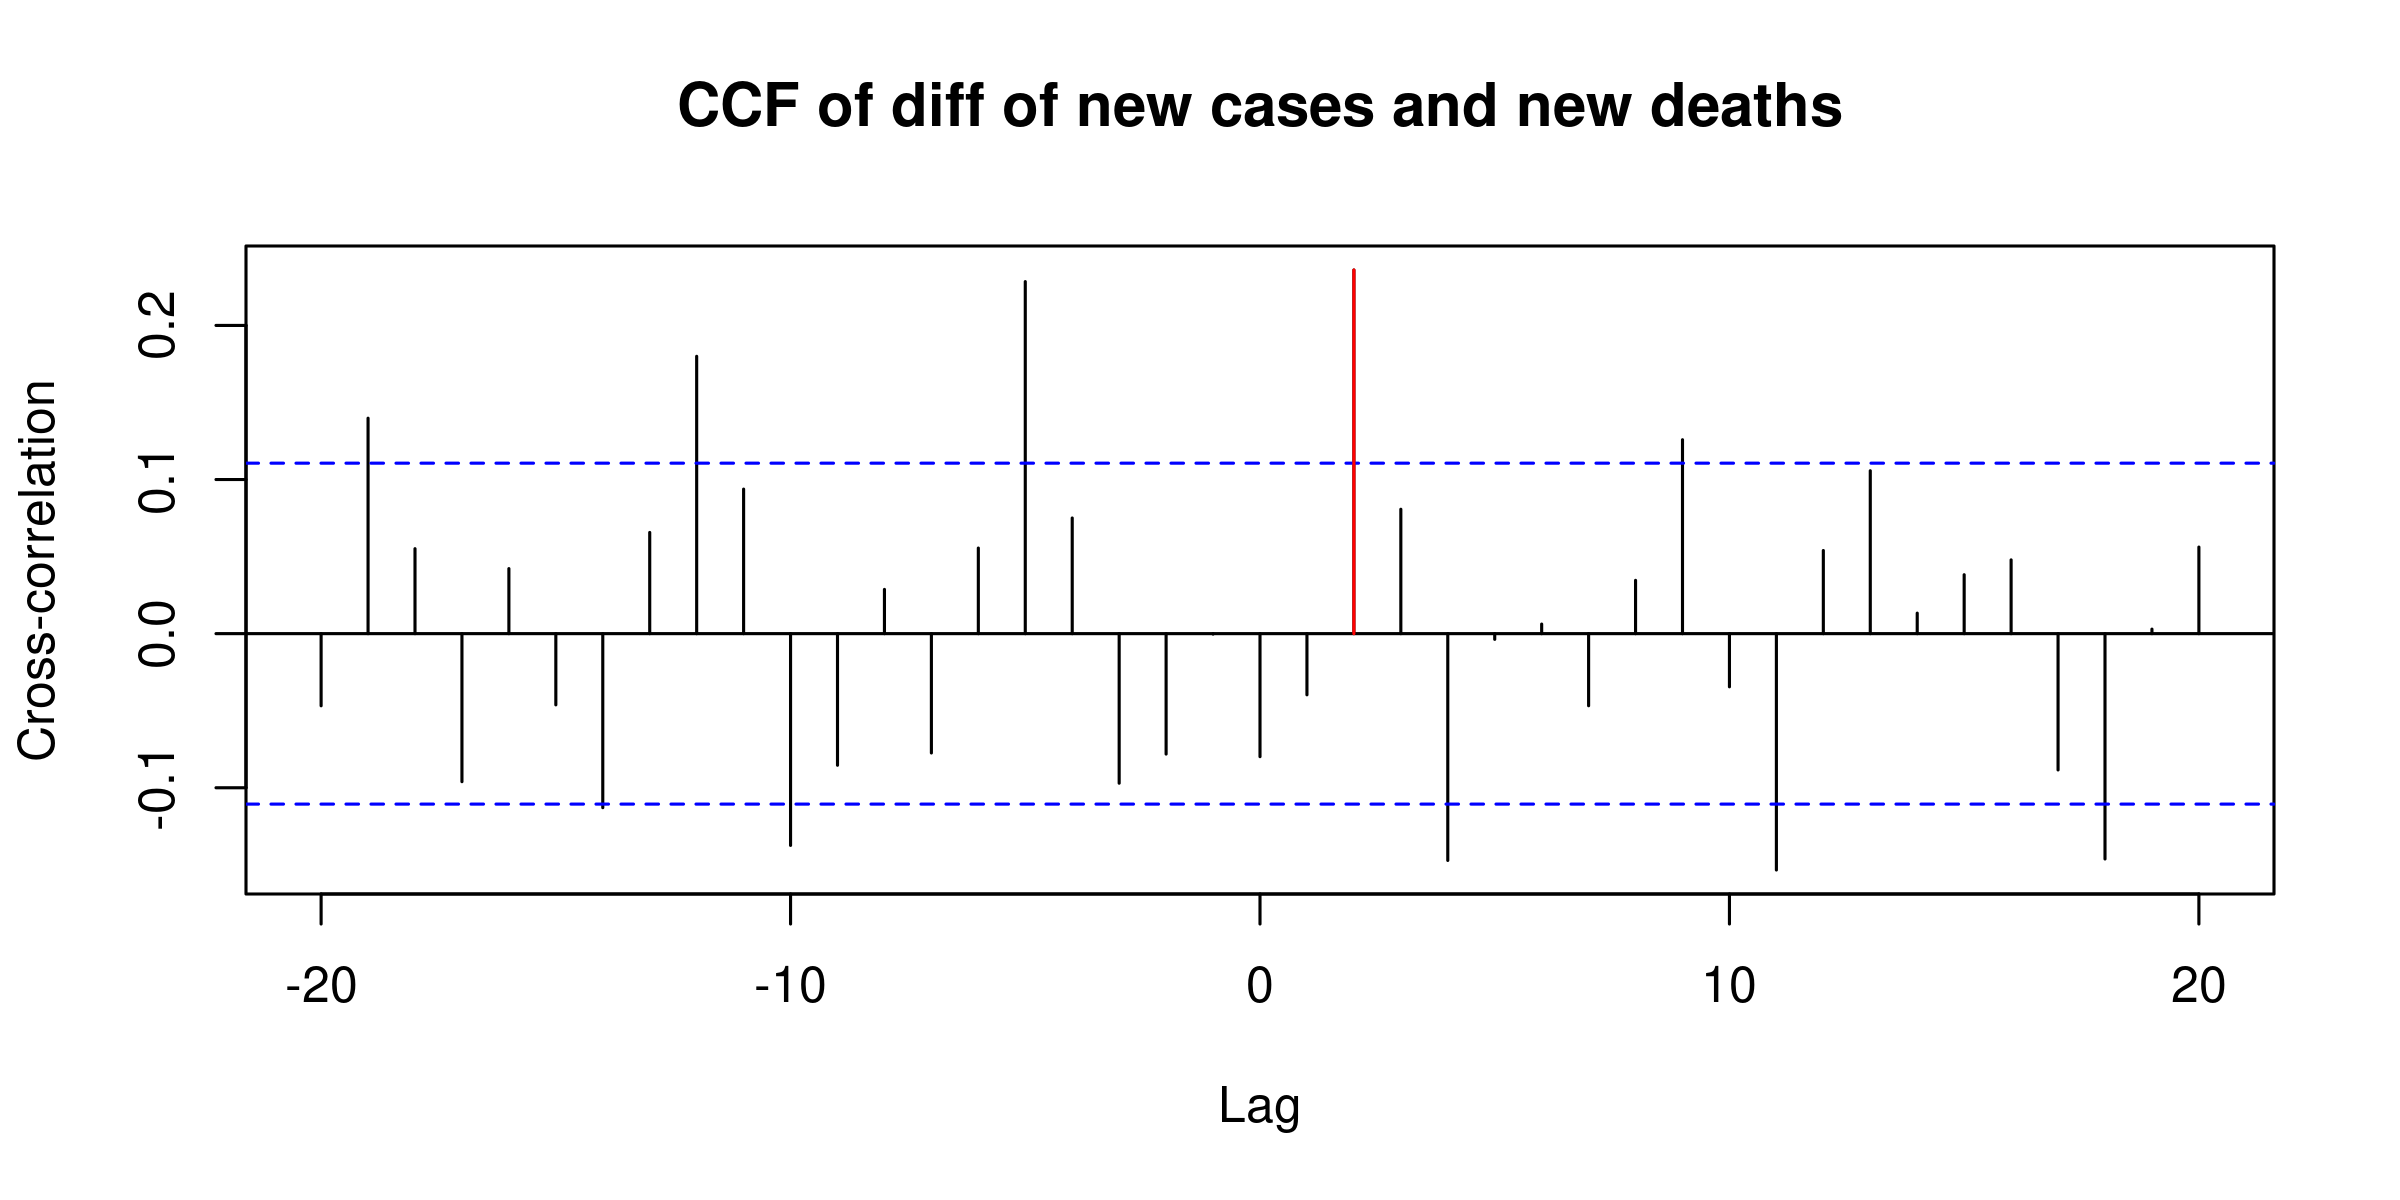 CCF of diff of new cases and new deaths
Cross-correlation
0.2
0.1
0.0
-0.1
-20 -10 0 10 20
Lag